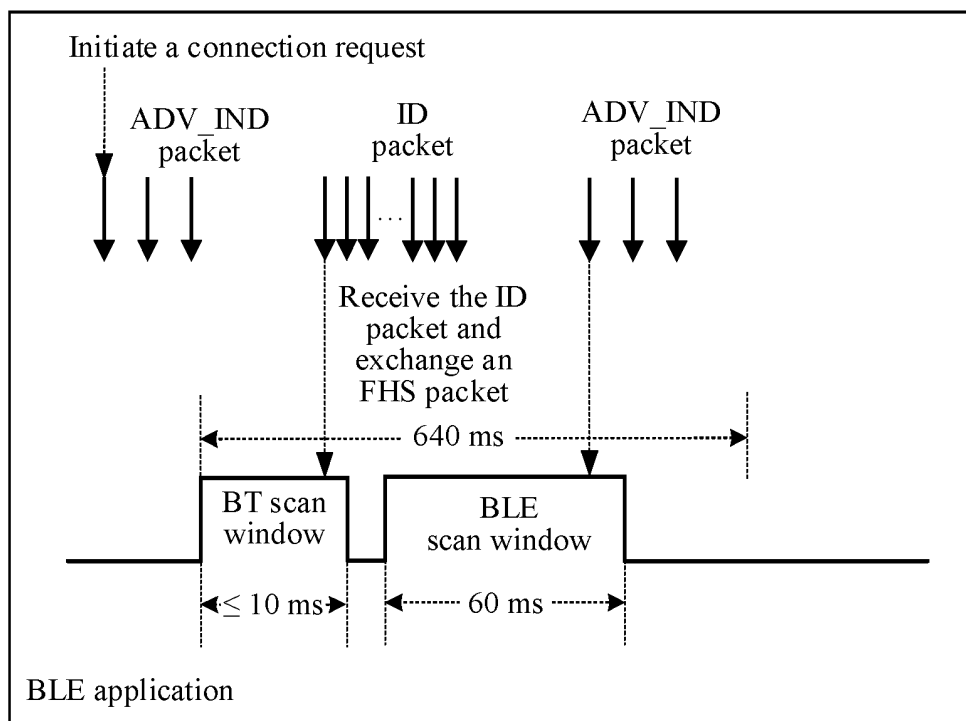 Initiate a connection request
ADV_IND
packet
ID
packet
ADV_IND
packet
...
Receive the ID
packet and
exchange an
FHS packet
640 ms
BT scan
window
BLE
scan window
≤ 10 ms
60 ms
BLE application